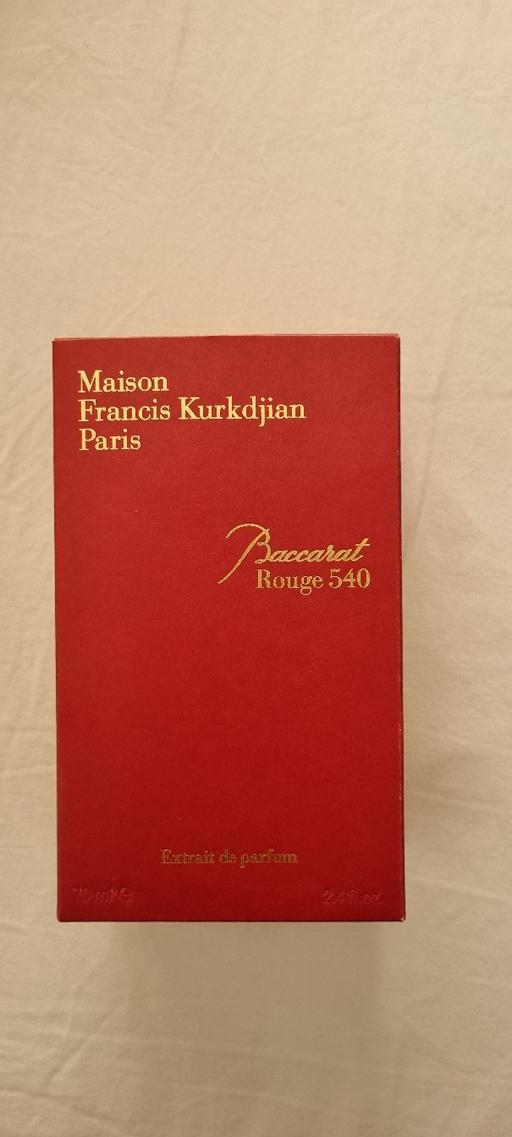 Maison
Francis Kurkdjian
Paris
Baccarat
Rouge 540
Extrait de parfum
70 ml ℮ 2.4 fl.oz.